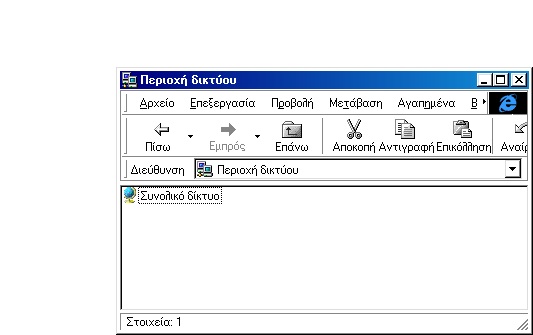 Περιοχή δικτύου
Αρχείο Επεξεργασία Προβολή Μετάβαση Αγαπημένα Β
Πίσω Εμπρός Επάνω Αποκοπή Αντιγραφή Επικόλληση Αναίρ
Διεύθυνση Περιοχή δικτύου
Συνολικό δίκτυο
Στοιχεία: 1